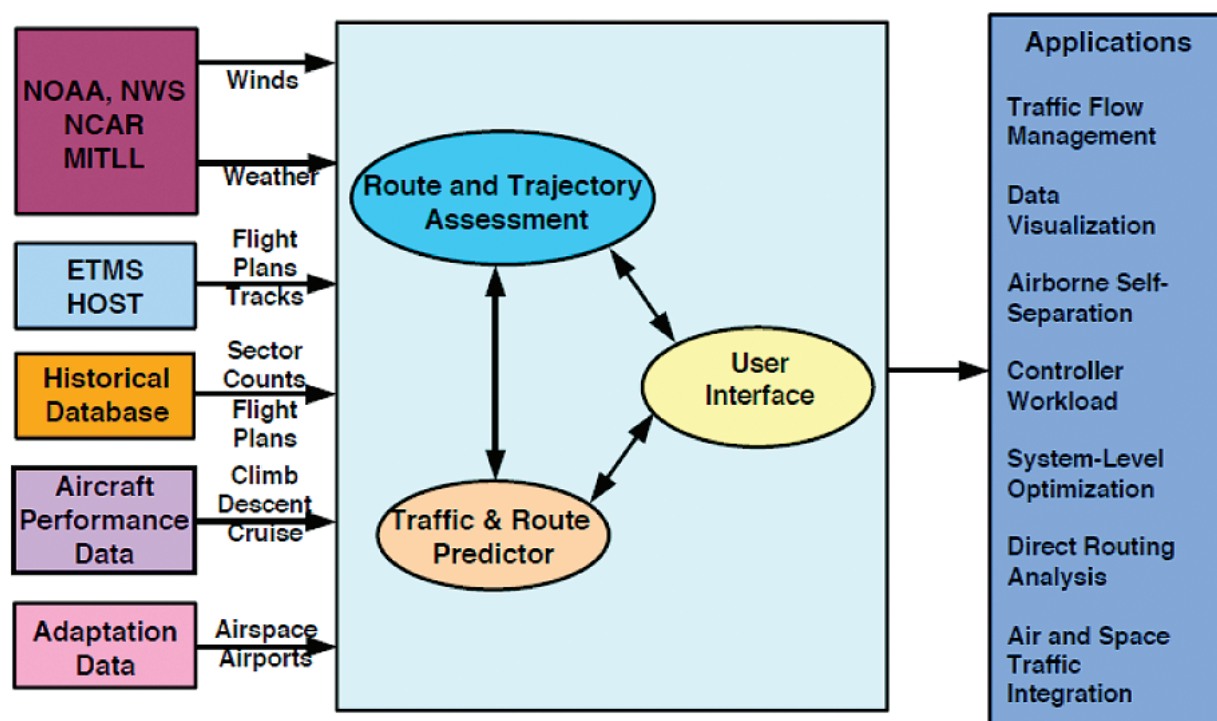 NOAA, NWS
NCAR
MITLL
Winds
Weather
ETMS
HOST
Flight
Plans
Tracks
Historical
Database
Sector
Counts
Flight
Plans
Aircraft
Performance
Data
Climb
Descent
Cruise
Adaptation
Data
Airspace
Airports
Route and Trajectory
Assessment
User
Interface
Traffic & Route
Predictor
Applications
Traffic Flow
Management
Data
Visualization
Airborne Self-
Separation
Controller
Workload
System-Level
Optimization
Direct Routing
Analysis
Air and Space
Traffic
Integration